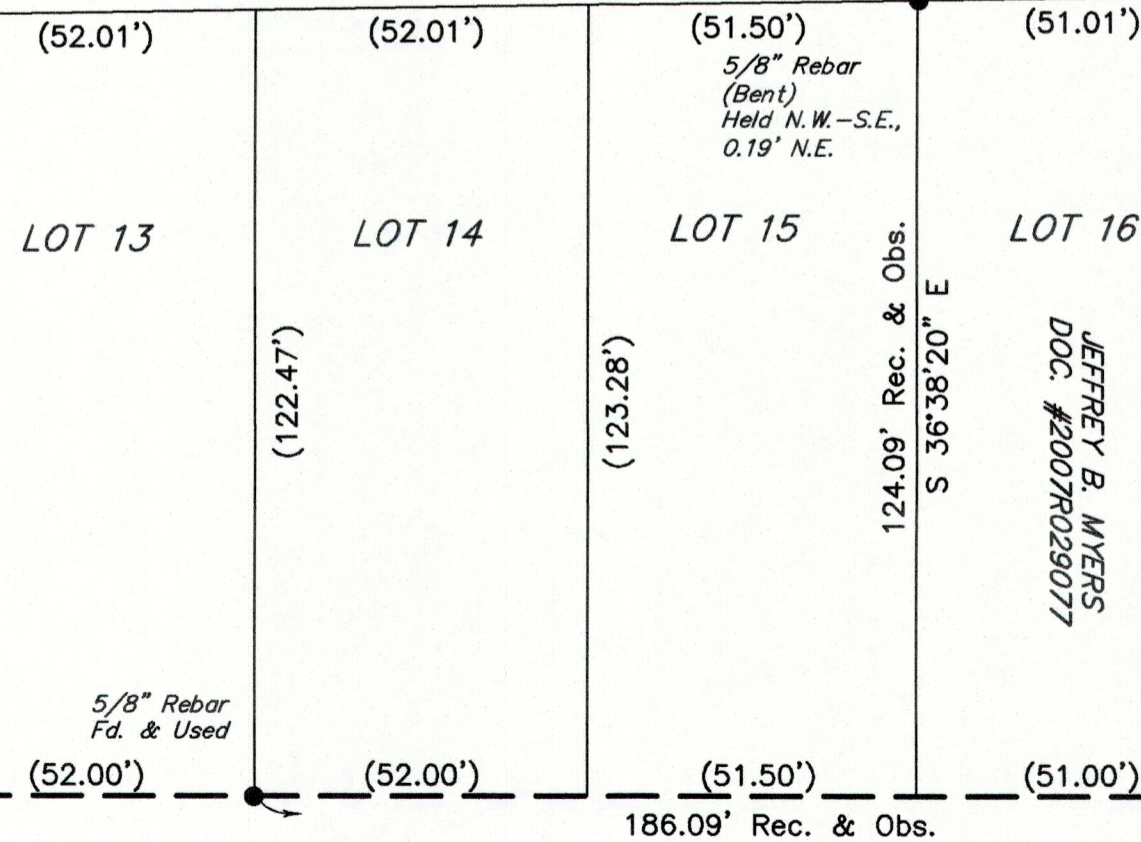 (52.01')
(52.01')
(51.50')
(51.01')
5/8" Rebar
(Bent)
Held N.W.-S.E.,
0.19' N.E.
LOT 13
LOT 14
LOT 15
LOT 16
(122.47')
(123.28')
124.09' Rec. & Obs.
S 36°38'20" E
JEFFREY B. MYERS
DOC. #2007R029077
5/8" Rebar
Fd. & Used
(52.00')
(52.00')
(51.50')
(51.00')
186.09' Rec. & Obs.